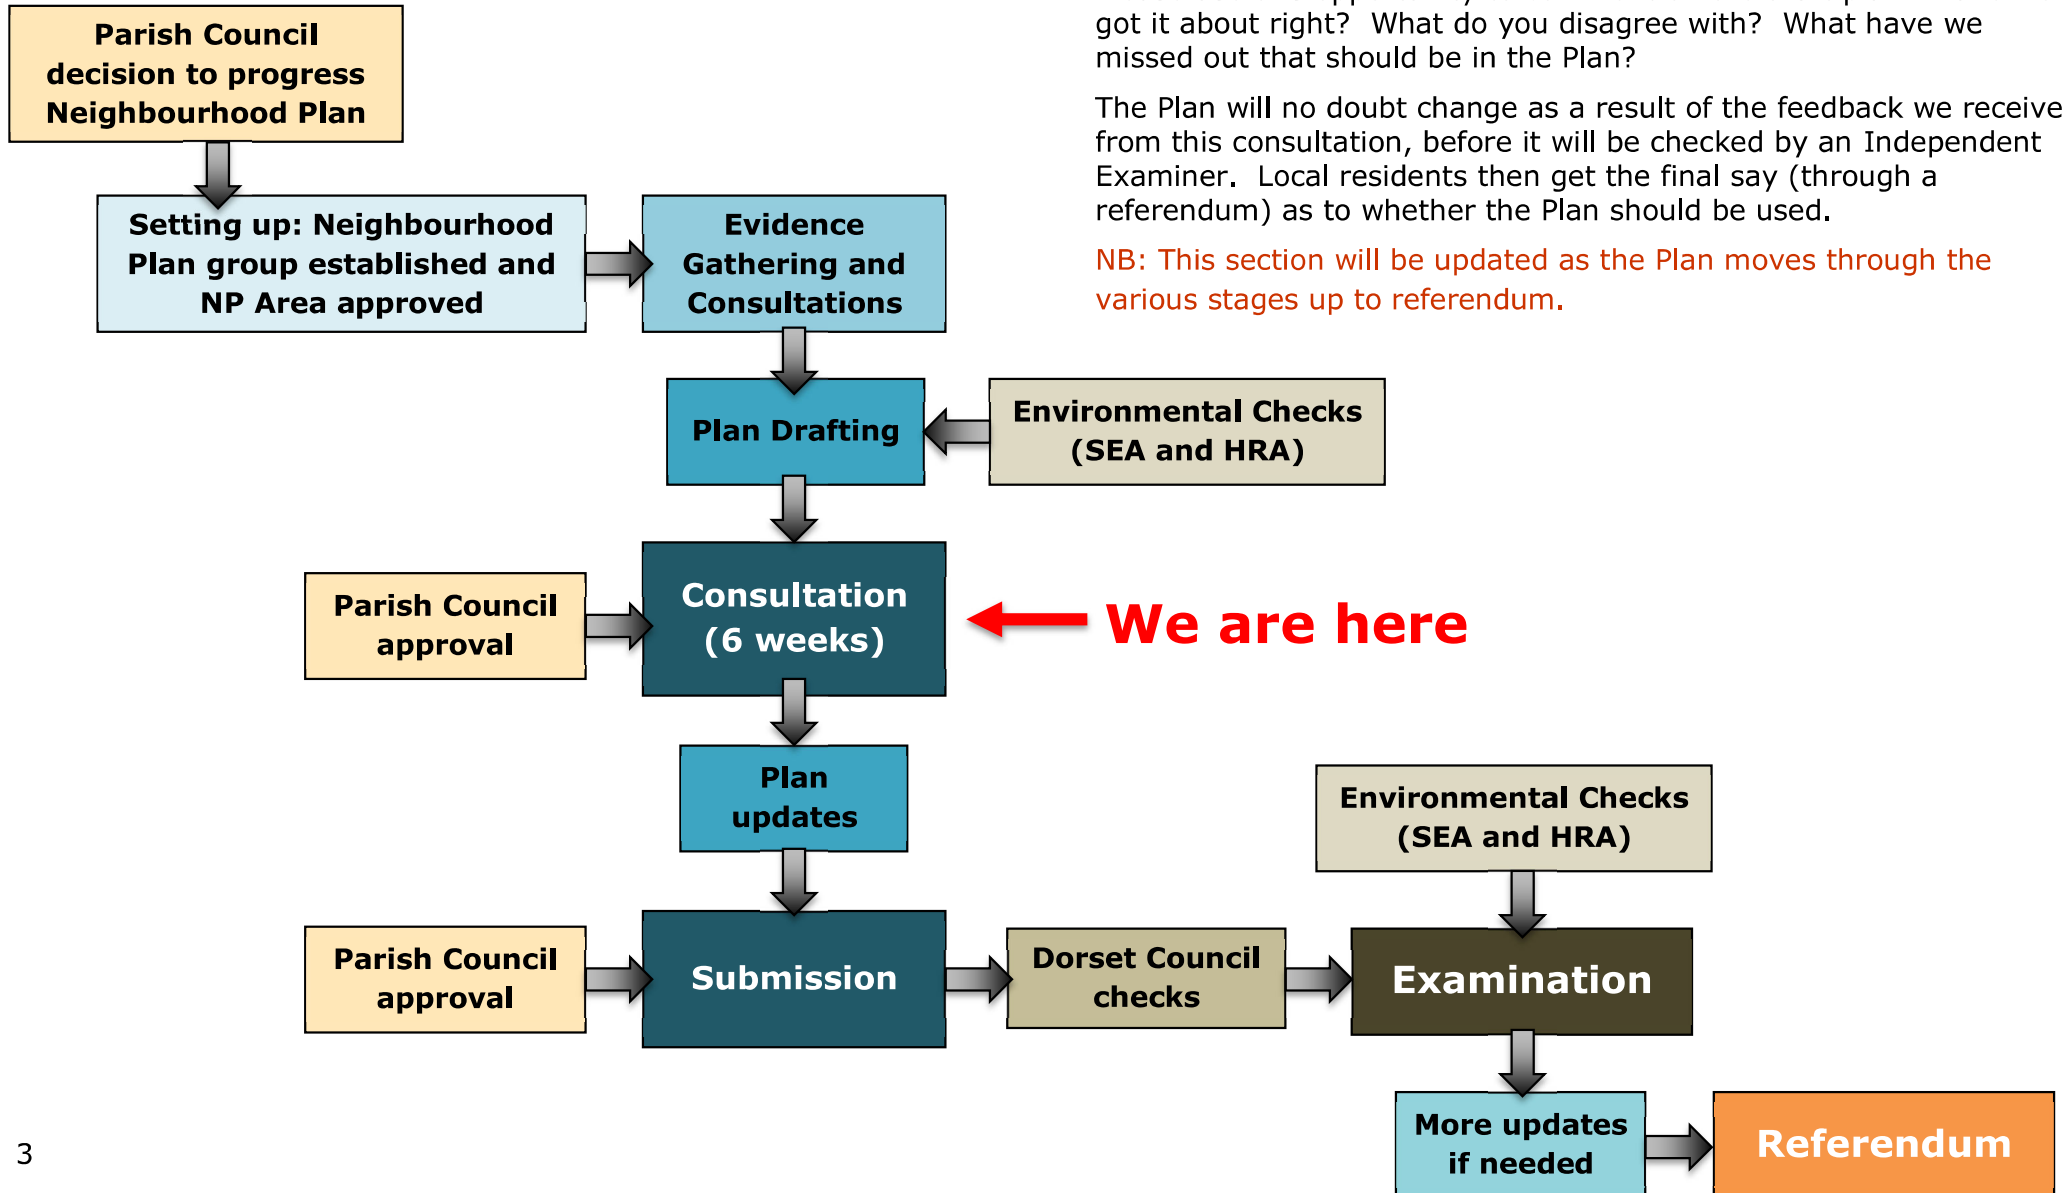 got it about right?  What do you disagree with?  What have we
missed out that should be in the Plan?
The Plan will no doubt change as a result of the feedback we receive
from this consultation, before it will be checked by an Independent
Examiner.  Local residents then get the final say (through a
referendum) as to whether the Plan should be used.
NB: This section will be updated as the Plan moves through the
various stages up to referendum.
Parish Council
decision to progress
Neighbourhood Plan
Setting up: Neighbourhood
Plan group established and
NP Area approved
Evidence
Gathering and
Consultations
Plan Drafting
Environmental Checks
(SEA and HRA)
Parish Council
approval
Consultation
(6 weeks)
We are here
Plan
updates
Environmental Checks
(SEA and HRA)
Parish Council
approval
Submission
Dorset Council
checks
Examination
More updates
if needed
Referendum
3